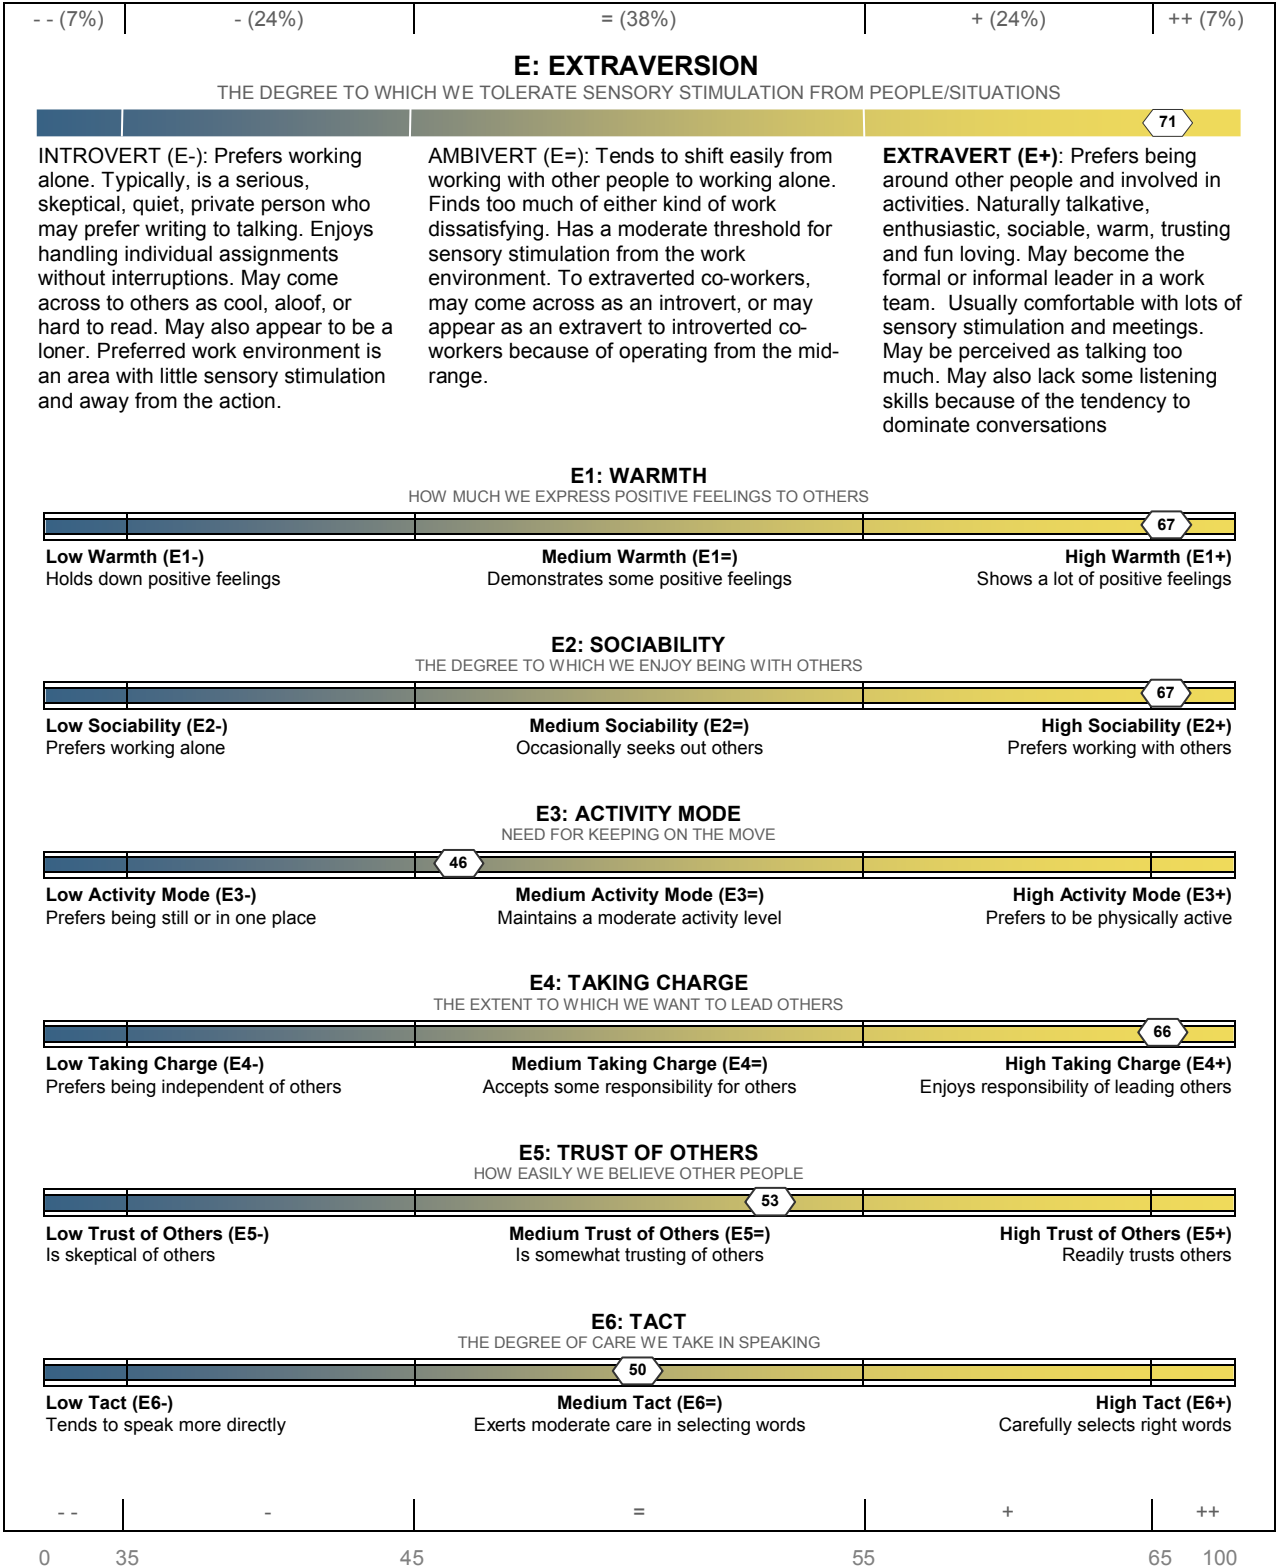 - - (7%) - (24%) = (38%) + (24%) ++ (7%)
E: EXTRAVERSION
THE DEGREE TO WHICH WE TOLERATE SENSORY STIMULATION FROM PEOPLE/SITUATIONS
71
INTROVERT (E-): Prefers working
alone. Typically, is a serious,
skeptical, quiet, private person who
may prefer writing to talking. Enjoys
handling individual assignments
without interruptions. May come
across to others as cool, aloof, or
hard to read. May also appear to be a
loner. Preferred work environment is
an area with little sensory stimulation
and away from the action.
AMBIVERT (E=): Tends to shift easily from
working with other people to working alone.
Finds too much of either kind of work
dissatisfying. Has a moderate threshold for
sensory stimulation from the work
environment. To extraverted co-workers,
may come across as an introvert, or may
appear as an extravert to introverted co-
workers because of operating from the mid-
range.
EXTRAVERT (E+): Prefers being
around other people and involved in
activities. Naturally talkative,
enthusiastic, sociable, warm, trusting
and fun loving. May become the
formal or informal leader in a work
team. Usually comfortable with lots of
sensory stimulation and meetings.
May be perceived as talking too
much. May also lack some listening
skills because of the tendency to
dominate conversations
E1: WARMTH
HOW MUCH WE EXPRESS POSITIVE FEELINGS TO OTHERS
67
Low Warmth (E1-) Medium Warmth (E1=) High Warmth (E1+)
Holds down positive feelings Demonstrates some positive feelings Shows a lot of positive feelings
E2: SOCIABILITY
THE DEGREE TO WHICH WE ENJOY BEING WITH OTHERS
67
Low Sociability (E2-) Medium Sociability (E2=) High Sociability (E2+)
Prefers working alone Occasionally seeks out others Prefers working with others
E3: ACTIVITY MODE
NEED FOR KEEPING ON THE MOVE
46
Low Activity Mode (E3-) Medium Activity Mode (E3=) High Activity Mode (E3+)
Prefers being still or in one place Maintains a moderate activity level Prefers to be physically active
E4: TAKING CHARGE
THE EXTENT TO WHICH WE WANT TO LEAD OTHERS
66
Low Taking Charge (E4-) Medium Taking Charge (E4=) High Taking Charge (E4+)
Prefers being independent of others Accepts some responsibility for others Enjoys responsibility of leading others
E5: TRUST OF OTHERS
HOW EASILY WE BELIEVE OTHER PEOPLE
53
Low Trust of Others (E5-) Medium Trust of Others (E5=) High Trust of Others (E5+)
Is skeptical of others Is somewhat trusting of others Readily trusts others
E6: TACT
THE DEGREE OF CARE WE TAKE IN SPEAKING
50
Low Tact (E6-) Medium Tact (E6=) High Tact (E6+)
Tends to speak more directly Exerts moderate care in selecting words Carefully selects right words
- - - = + ++
0 35 45 55 65 100